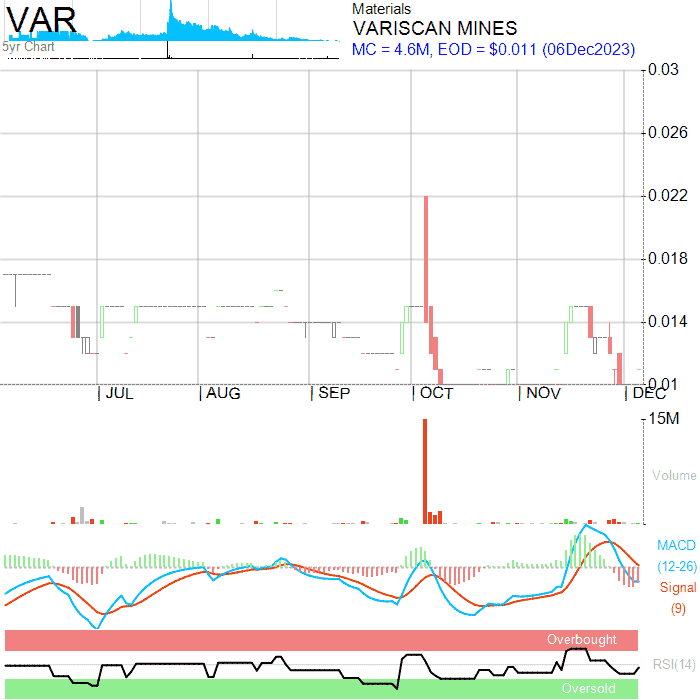 VAR
5yr Chart
Materials
VARISCAN MINES
MC = 4.6M, EOD = $0.011 (06Dec2023)
0.03
0.026
0.022
0.018
0.014
0.01
JUL AUG SEP OCT NOV DEC
15M
Volume
MACD
(12-26)
Signal
(9)
Overbought
RSI(14)
Oversold